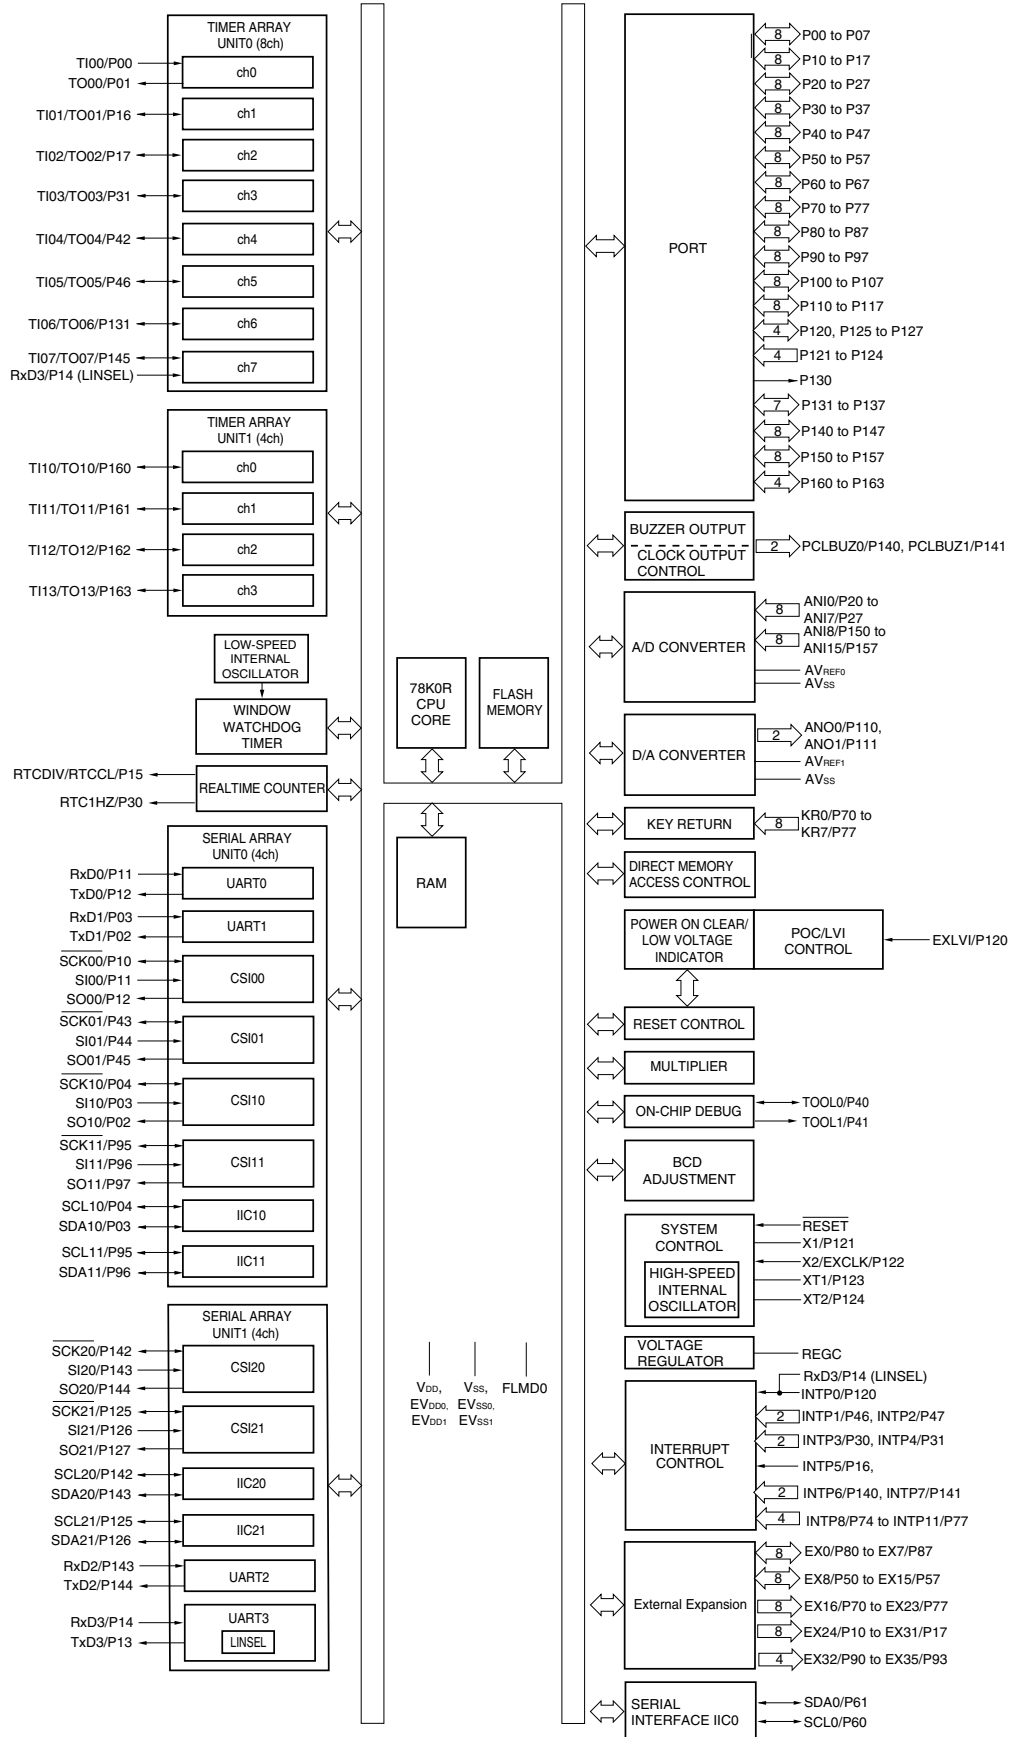 TIMER ARRAY
UNIT0 (8ch)
TI00/P00
TO00/P01
ch0
TI01/TO01/P16
ch1
TI02/TO02/P17
ch2
TI03/TO03/P31
ch3
TI04/TO04/P42
ch4
TI05/TO05/P46
ch5
TI06/TO06/P131
ch6
TI07/TO07/P145
RxD3/P14 (LINSEL)
ch7
TIMER ARRAY
UNIT1 (4ch)
TI10/TO10/P160
ch0
TI11/TO11/P161
ch1
TI12/TO12/P162
ch2
TI13/TO13/P163
ch3
LOW-SPEED
INTERNAL
OSCILLATOR
WINDOW
WATCHDOG
TIMER
RTCDIV/RTCCL/P15
RTC1HZ/P30
REALTIME COUNTER
SERIAL ARRAY
UNIT0 (4ch)
RxD0/P11
TxD0/P12
UART0
RxD1/P03
TxD1/P02
UART1
SCK00/P10
SI00/P11
SO00/P12
CSI00
SCK01/P43
SI01/P44
SO01/P45
CSI01
SCK10/P04
SI10/P03
SO10/P02
CSI10
SCK11/P95
SI11/P96
SO11/P97
CSI11
SCL10/P04
SDA10/P03
IIC10
SCL11/P95
SDA11/P96
IIC11
SERIAL ARRAY
UNIT1 (4ch)
SCK20/P142
SI20/P143
SO20/P144
CSI20
SCK21/P125
SI21/P126
SO21/P127
CSI21
SCL20/P142
SDA20/P143
IIC20
SCL21/P125
SDA21/P126
IIC21
RxD2/P143
TxD2/P144
UART2
RxD3/P14
TxD3/P13
UART3
LINSEL
78K0R
CPU
CORE
FLASH
MEMORY
RAM
VDD,
EVDD0,
EVDD1
VSS,
EVSS0,
EVSS1
FLMD0
PORT
8 P00 to P07
8 P10 to P17
8 P20 to P27
8 P30 to P37
8 P40 to P47
8 P50 to P57
8 P60 to P67
8 P70 to P77
8 P80 to P87
8 P90 to P97
8 P100 to P107
8 P110 to P117
4 P120, P125 to P127
4 P121 to P124
P130
7 P131 to P137
8 P140 to P147
8 P150 to P157
4 P160 to P163
BUZZER OUTPUT
CLOCK OUTPUT
CONTROL
2 PCLBUZ0/P140, PCLBUZ1/P141
A/D CONVERTER
8 ANI0/P20 to
ANI7/P27
8 ANI8/P150 to
ANI15/P157
AVREF0
AVSS
D/A CONVERTER
2 ANO0/P110,
ANO1/P111
AVREF1
AVSS
KEY RETURN
8 KR0/P70 to
KR7/P77
DIRECT MEMORY
ACCESS CONTROL
POWER ON CLEAR/
LOW VOLTAGE
INDICATOR
POC/LVI
CONTROL
EXLVI/P120
RESET CONTROL
MULTIPLIER
ON-CHIP DEBUG
TOOL0/P40
TOOL1/P41
BCD
ADJUSTMENT
SYSTEM
CONTROL
HIGH-SPEED
INTERNAL
OSCILLATOR
RESET
X1/P121
X2/EXCLK/P122
XT1/P123
XT2/P124
VOLTAGE
REGULATOR
REGC
INTERRUPT
CONTROL
RxD3/P14 (LINSEL)
INTP0/P120
2 INTP1/P46, INTP2/P47
2 INTP3/P30, INTP4/P31
INTP5/P16,
2 INTP6/P140, INTP7/P141
4 INTP8/P74 to INTP11/P77
External Expansion
8 EX0/P80 to EX7/P87
8 EX8/P50 to EX15/P57
8 EX16/P70 to EX23/P77
8 EX24/P10 to EX31/P17
4 EX32/P90 to EX35/P93
SERIAL
INTERFACE IIC0
SDA0/P61
SCL0/P60